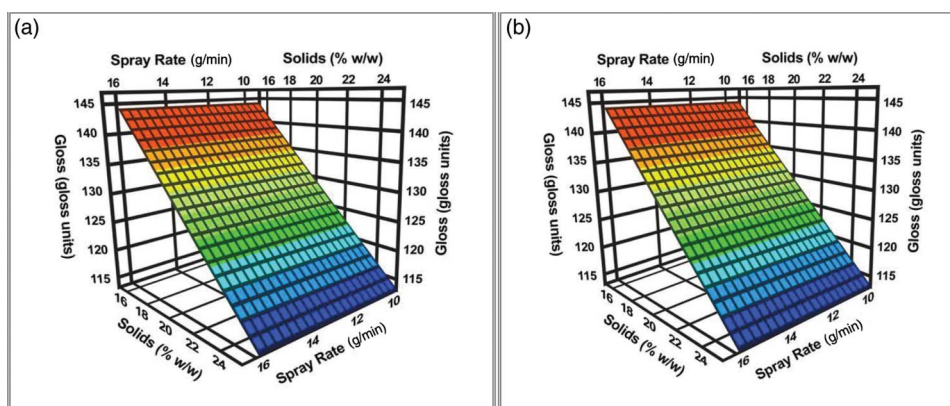 (a)
Spray Rate (g/min) Solids (% w/w)
16 14 12 10 16 18 20 22 24
145 145
140 140
135 135
130 130
125 125
120 120
115 115
Gloss (gloss units)
Gloss (gloss units)
16 18 20 22 24
Solids (% w/w)
16 14 12 10
Spray Rate (g/min)
(b)
Spray Rate (g/min) Solids (% w/w)
16 14 12 10 16 18 20 22 24
145 145
140 140
135 135
130 130
125 125
120 120
115 115
Gloss (gloss units)
Gloss (gloss units)
16 18 20 22 24
Solids (% w/w)
16 14 12 10
Spray Rate (g/min)